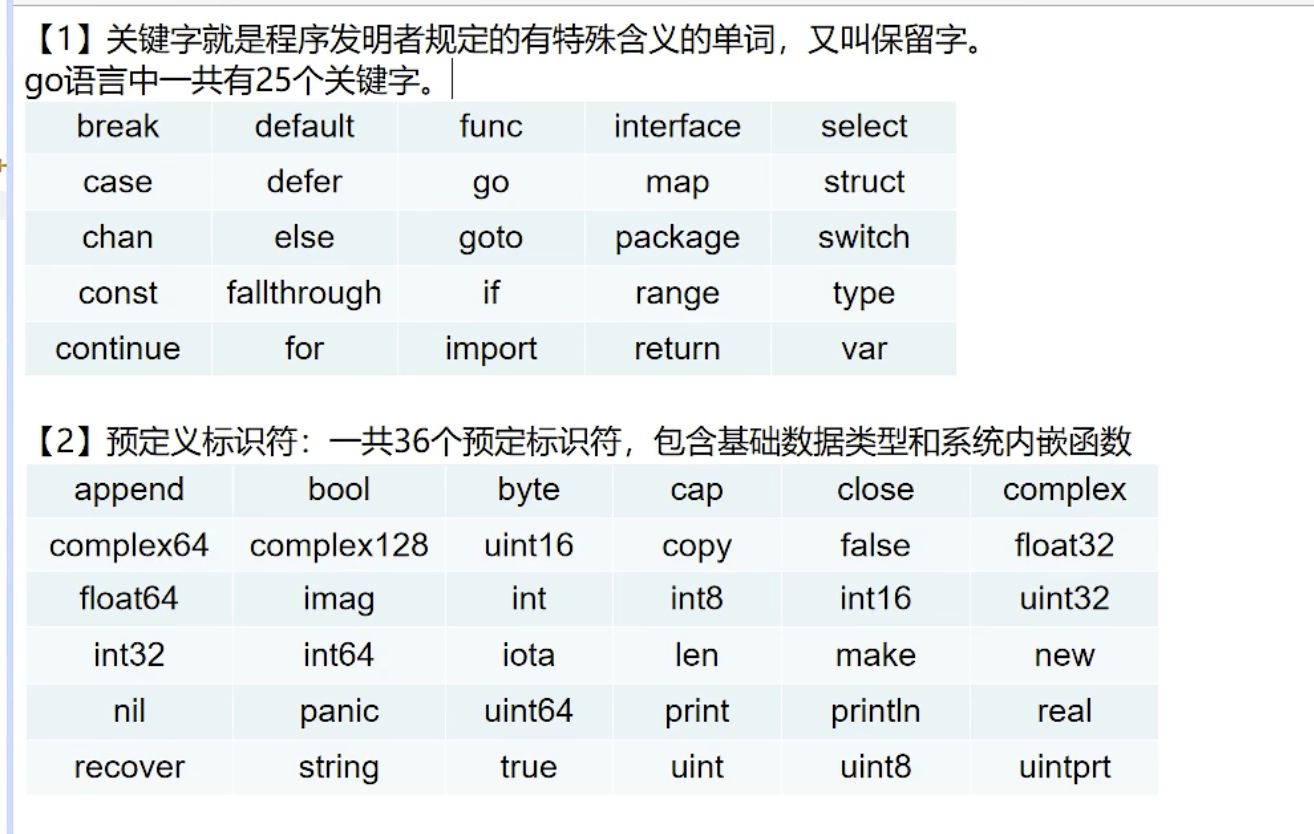 【1】关键字就是程序发明者规定的有特殊含义的单词，又叫保留字。
go语言中一共有25个关键字。
break default func interface select
case defer go map struct
chan else goto package switch
const fallthrough if range type
continue for import return var
【2】预定义标识符：一共36个预定标识符，包含基础数据类型和系统内嵌函数
append bool byte cap close complex
complex64 complex128 uint16 copy false float32
float64 imag int int8 int16 uint32
int32 int64 iota len make new
nil panic uint64 print println real
recover string true uint uint8 uintprt